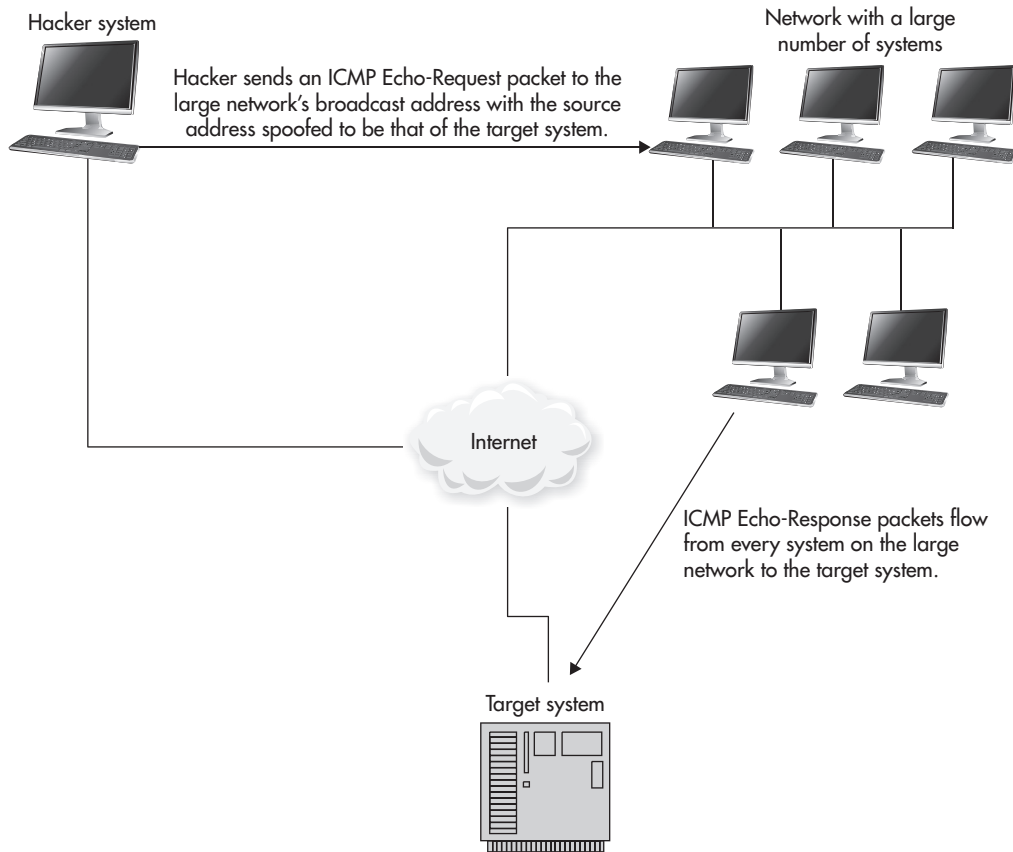 Hacker system
Network with a large
number of systems
Hacker sends an ICMP Echo-Request packet to the
large network's broadcast address with the source
address spoofed to be that of the target system.
Internet
ICMP Echo-Response packets flow
from every system on the large
network to the target system.
Target system